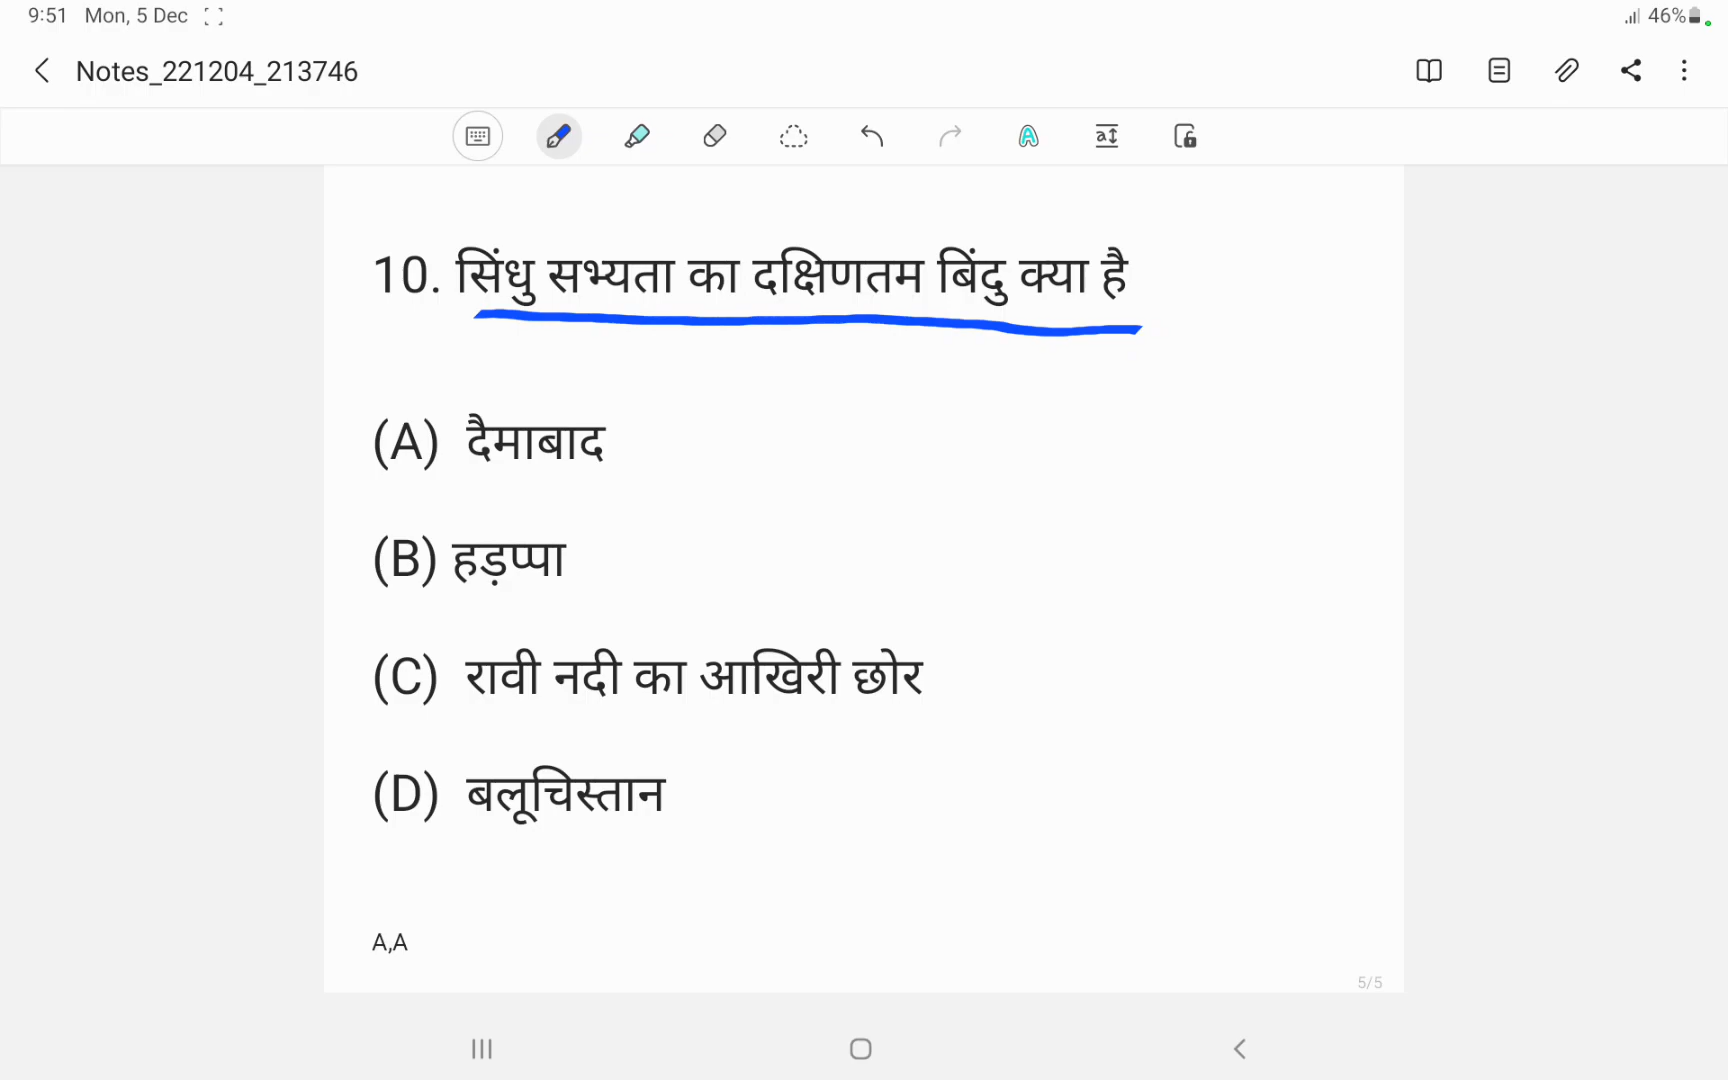 9:51 Mon, 5 Dec 46%
Notes_221204_213746
10. सिंधु सभ्यता का दक्षिणतम बिंदु क्या है
(A) दैमाबाद
(B) हड़प्पा
(C) रावी नदी का आखिरी छोर
(D) बलूचिस्तान
A,A
5/5